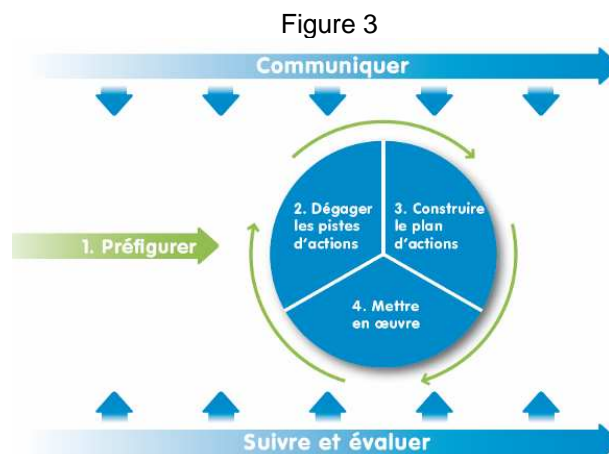 Figure 3
Communiquer
2. Dégager
les pistes
d'actions
3. Construire
le plan
d'actions
1. Préfigurer
4. Mettre
en œuvre
Suivre et évaluer